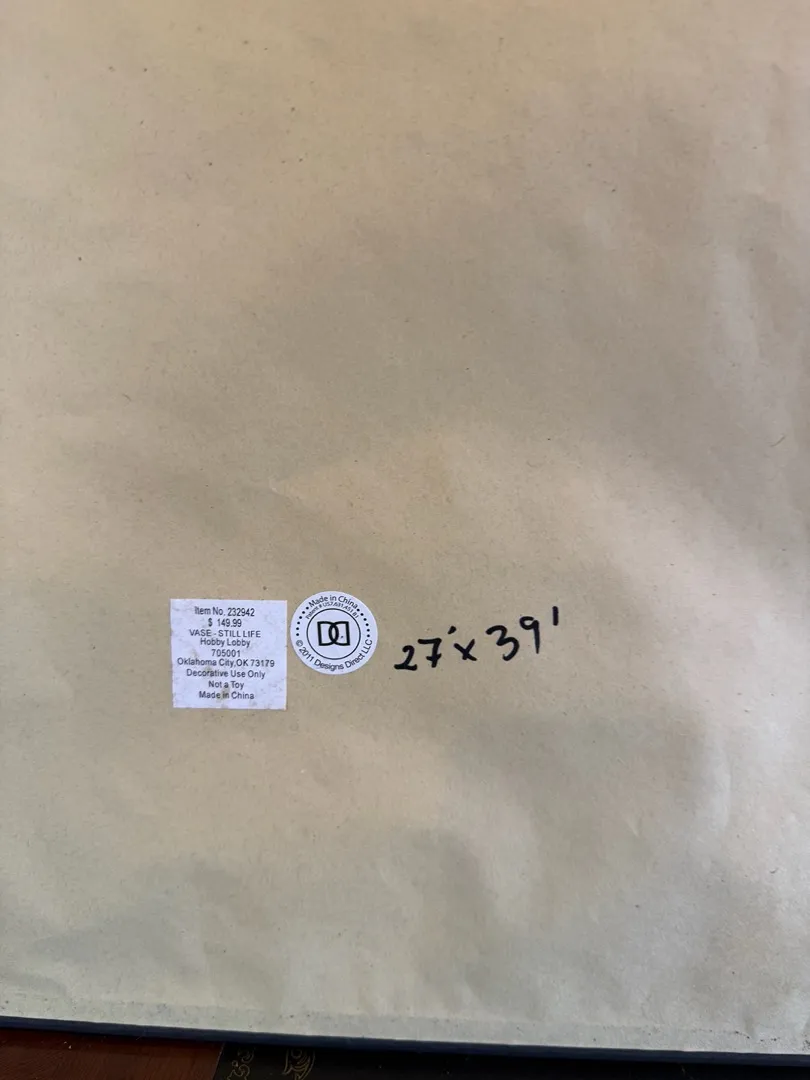 Item No. 232942
$ 149.99
VASE - STILL LIFE
Hobby Lobby
705001
Oklahoma City,OK 73179
Decorative Use Only
Not a Toy
Made in China
Made in China
© 2011 Designs Direct LLC
27'x 39'